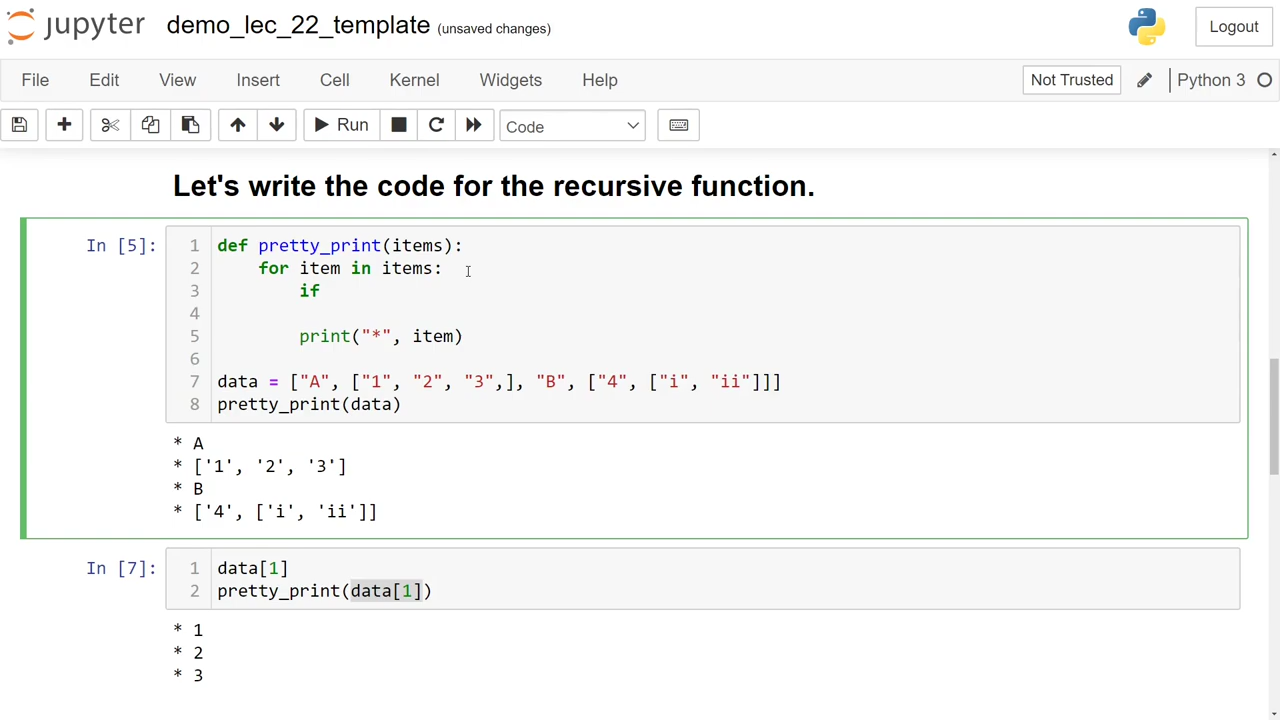 jupyter demo_lec_22_template (unsaved changes) Logout
File Edit View Insert Cell Kernel Widgets Help Not Trusted Python 3
Run Code
Let's write the code for the recursive function.
In [5]: 1 def pretty_print(items):
2 for item in items:
3 if
4
5 print("*", item)
6
7 data = ["A", ["1", "2", "3",], "B", ["4", ["i", "ii"]]]
8 pretty_print(data)
* A
* ['1', '2', '3']
* B
* ['4', ['i', 'ii']]
In [7]: 1 data[1]
2 pretty_print(data[1])
* 1
* 2
* 3